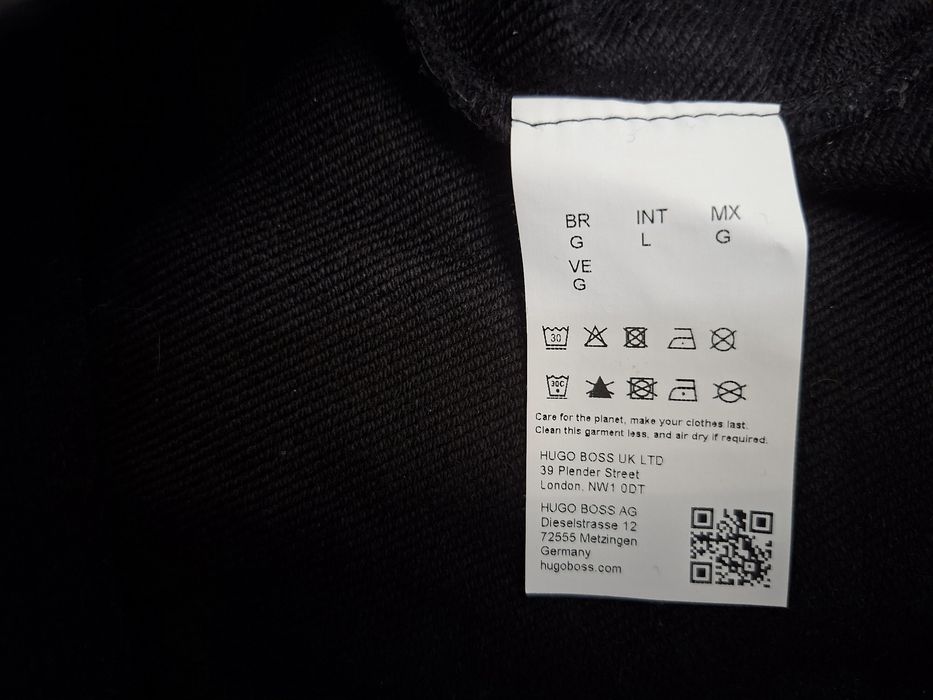 BR INT MX
G L G
VE
G
30
30C
Care for the planet, make your clothes last.
Clean this garment less, and air dry if required.
HUGO BOSS UK LTD
39 Plender Street
London, NW1 0DT
HUGO BOSS AG
Dieselstrasse 12
72555 Metzingen
Germany
hugoboss.com